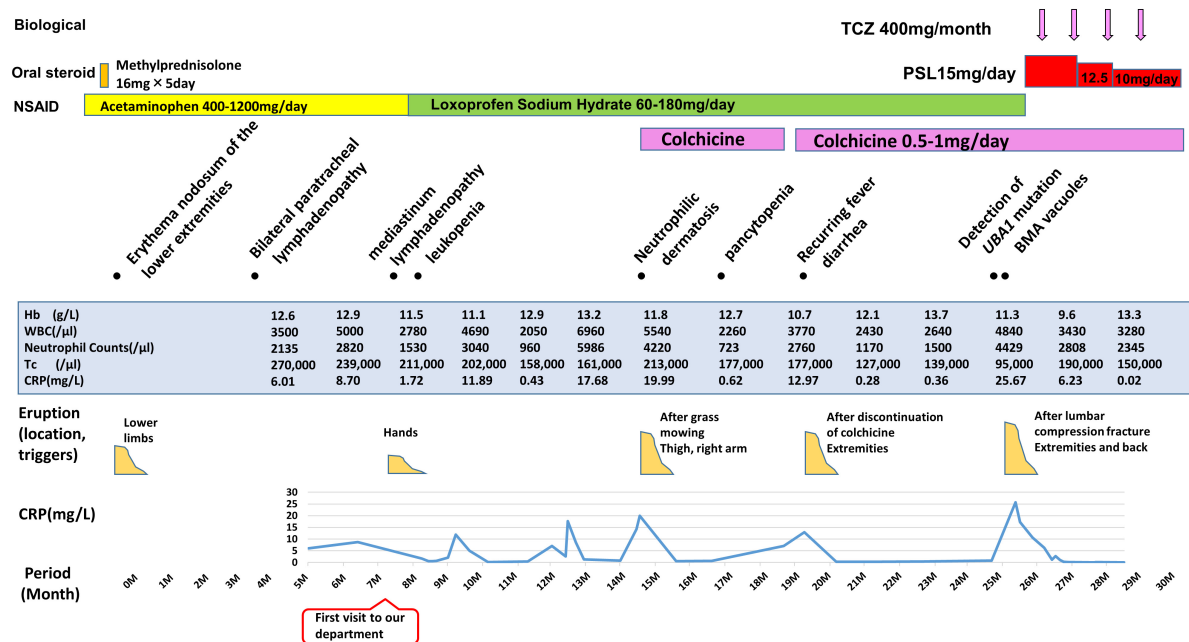 Biological
TCZ 400mg/month
Oral steroid
Methylprednisolone
16mg×5day
PSL15mg/day
12.5
10mg/day
NSAID
Acetaminophen 400-1200mg/day
Loxoprofen Sodium Hydrate 60-180mg/day
Colchicine
Colchicine 0.5-1mg/day
Erythema nodosum of the
lower extremities
Bilateral paratracheal
lymphadenopathy
mediastinum
lymphadenopathy
leukopenia
Neutrophilic
dermatosis
pancytopenia
Recurring fever
diarrhea
Detection of
UBA1 mutation
BMA vacuoles
Hb (g/L) 12.6 12.9 11.5 11.1 12.9 13.2 11.8 12.7 10.7 12.1 13.7 11.3 9.6 13.3
WBC(/μl) 3500 5000 2780 4690 2050 6960 5540 2260 3770 2430 2640 4840 3430 3280
Neutrophil Counts(/μl) 2135 2820 1530 3040 960 5986 4220 723 2760 1170 1500 4429 2808 2345
Tc (/μl) 270,000 239,000 211,000 202,000 158,000 161,000 213,000 177,000 177,000 127,000 139,000 95,000 190,000 150,000
CRP(mg/L) 6.01 8.70 1.72 11.89 0.43 17.68 19.99 0.62 12.97 0.28 0.36 25.67 6.23 0.02
Eruption
(location,
triggers)
Lower
limbs
Hands
After grass
mowing
Thigh, right arm
After discontination
of colchicine
Extremities
After lumbar
compression fracture
Extremities and back
CRP(mg/L)
30
25
20
15
10
5
0
Period
(Month)
0M 1M 2M 3M 4M 5M 6M 7M 8M 9M 10M 11M 12M 13M 14M 15M 16M 17M 18M 19M 20M 21M 22M 23M 24M 25M 26M 27M 28M 29M 30M
First visit to our
department